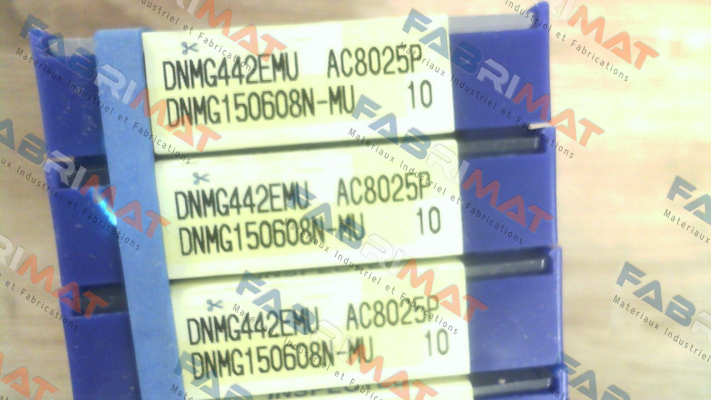 DNMG442EMU AC8025P
DNMG150608N-MU 10
DNMG442EMU AC8025P
DNMG150608N-MU 10
DNMG442EMU AC8025P
DNMG150608N-MU 10
FABRIMAT
Matériaux Industriel et Fabrications